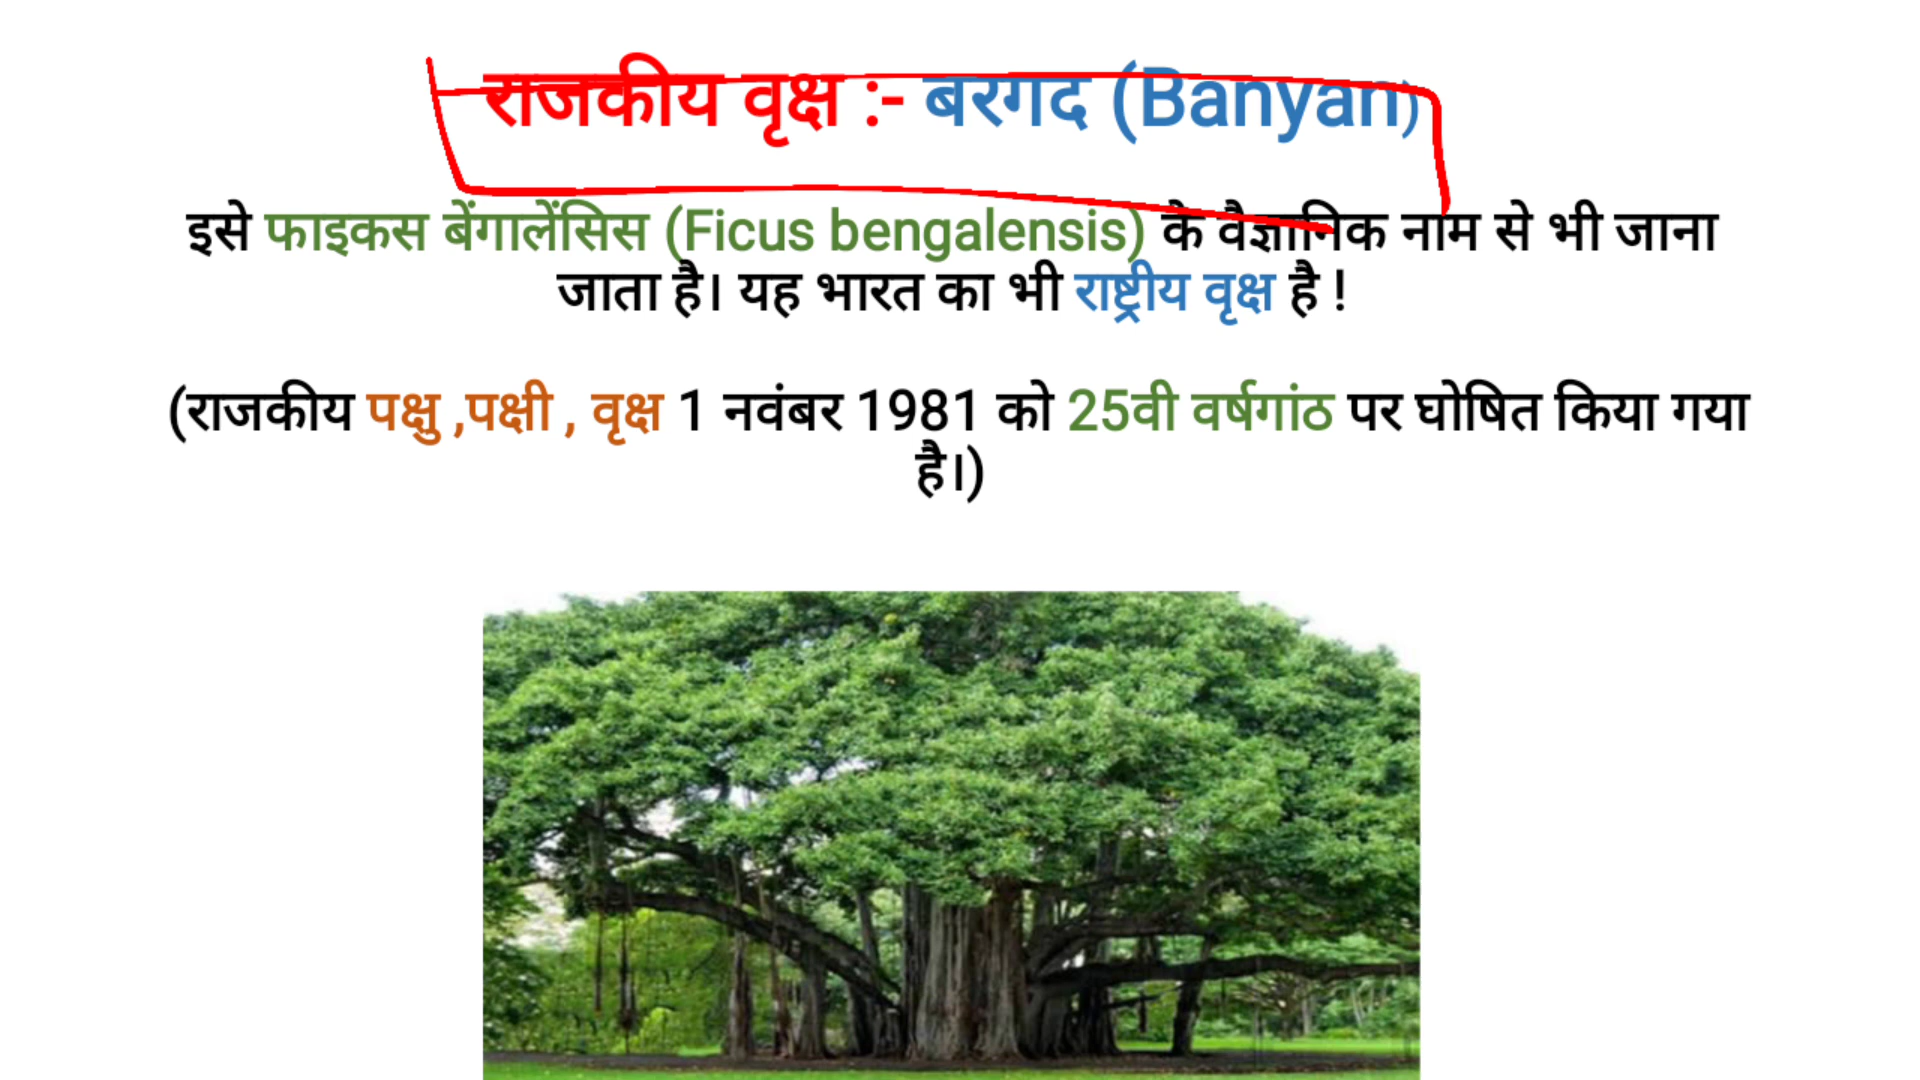 राजकीय वृक्ष :- बरगद (Banyan)
इसे फाइकस बेंगालेंसिस (Ficus bengalensis) के वैज्ञानिक नाम से भी जाना
जाता है। यह भारत का भी राष्ट्रीय वृक्ष है !
(राजकीय पक्षु ,पक्षी , वृक्ष 1 नवंबर 1981 को 25वी वर्षगांठ पर घोषित किया गया
है।)